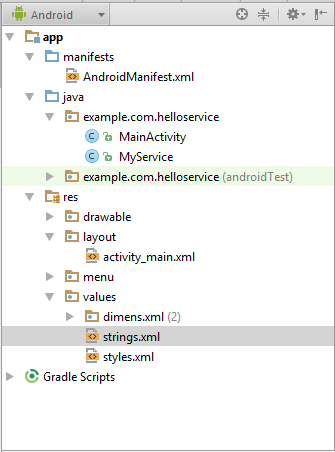 Android
app
manifests
AndroidManifest.xml
java
example.com.helloservice
MainActivity
MyService
example.com.helloservice (androidTest)
res
drawable
layout
activity_main.xml
menu
values
dimens.xml (2)
strings.xml
styles.xml
Gradle Scripts